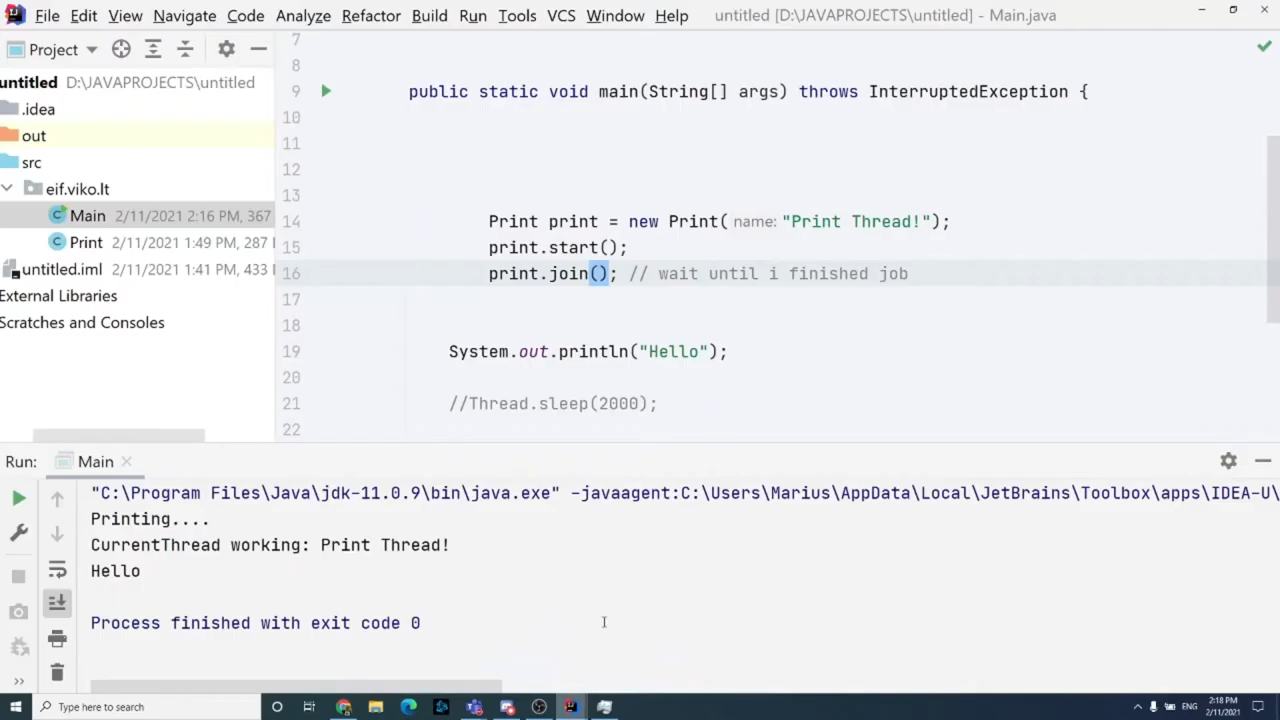 File Edit View Navigate Code Analyze Refactor Build Run Tools VCS Window Help untitled [D:\JAVAPROJECTS\untitled] - Main.java
Project
untitled D:\JAVAPROJECTS\untitled
.idea
out
src
eif.viko.lt
Main 2/11/2021 2:16 PM, 367
Print 2/11/2021 1:49 PM, 287
untitled.iml 2/11/2021 1:41 PM, 433
External Libraries
Scratches and Consoles
7
8
9 public static void main(String[] args) throws InterruptedException {
10
11
12
13
14 Print print = new Print( name: "Print Thread!");
15 print.start();
16 print.join(); // wait until i finished job
17
18
19 System.out.println("Hello");
20
21 //Thread.sleep(2000);
22
Run: Main
"C:\Program Files\Java\jdk-11.0.9\bin\java.exe" -javaagent:C:\Users\Marius\AppData\Local\JetBrains\Toolbox\apps\IDEA-U\
Printing....
CurrentThread working: Print Thread!
Hello
Process finished with exit code 0
Type here to search
ENG
2:18 PM
2/11/2021